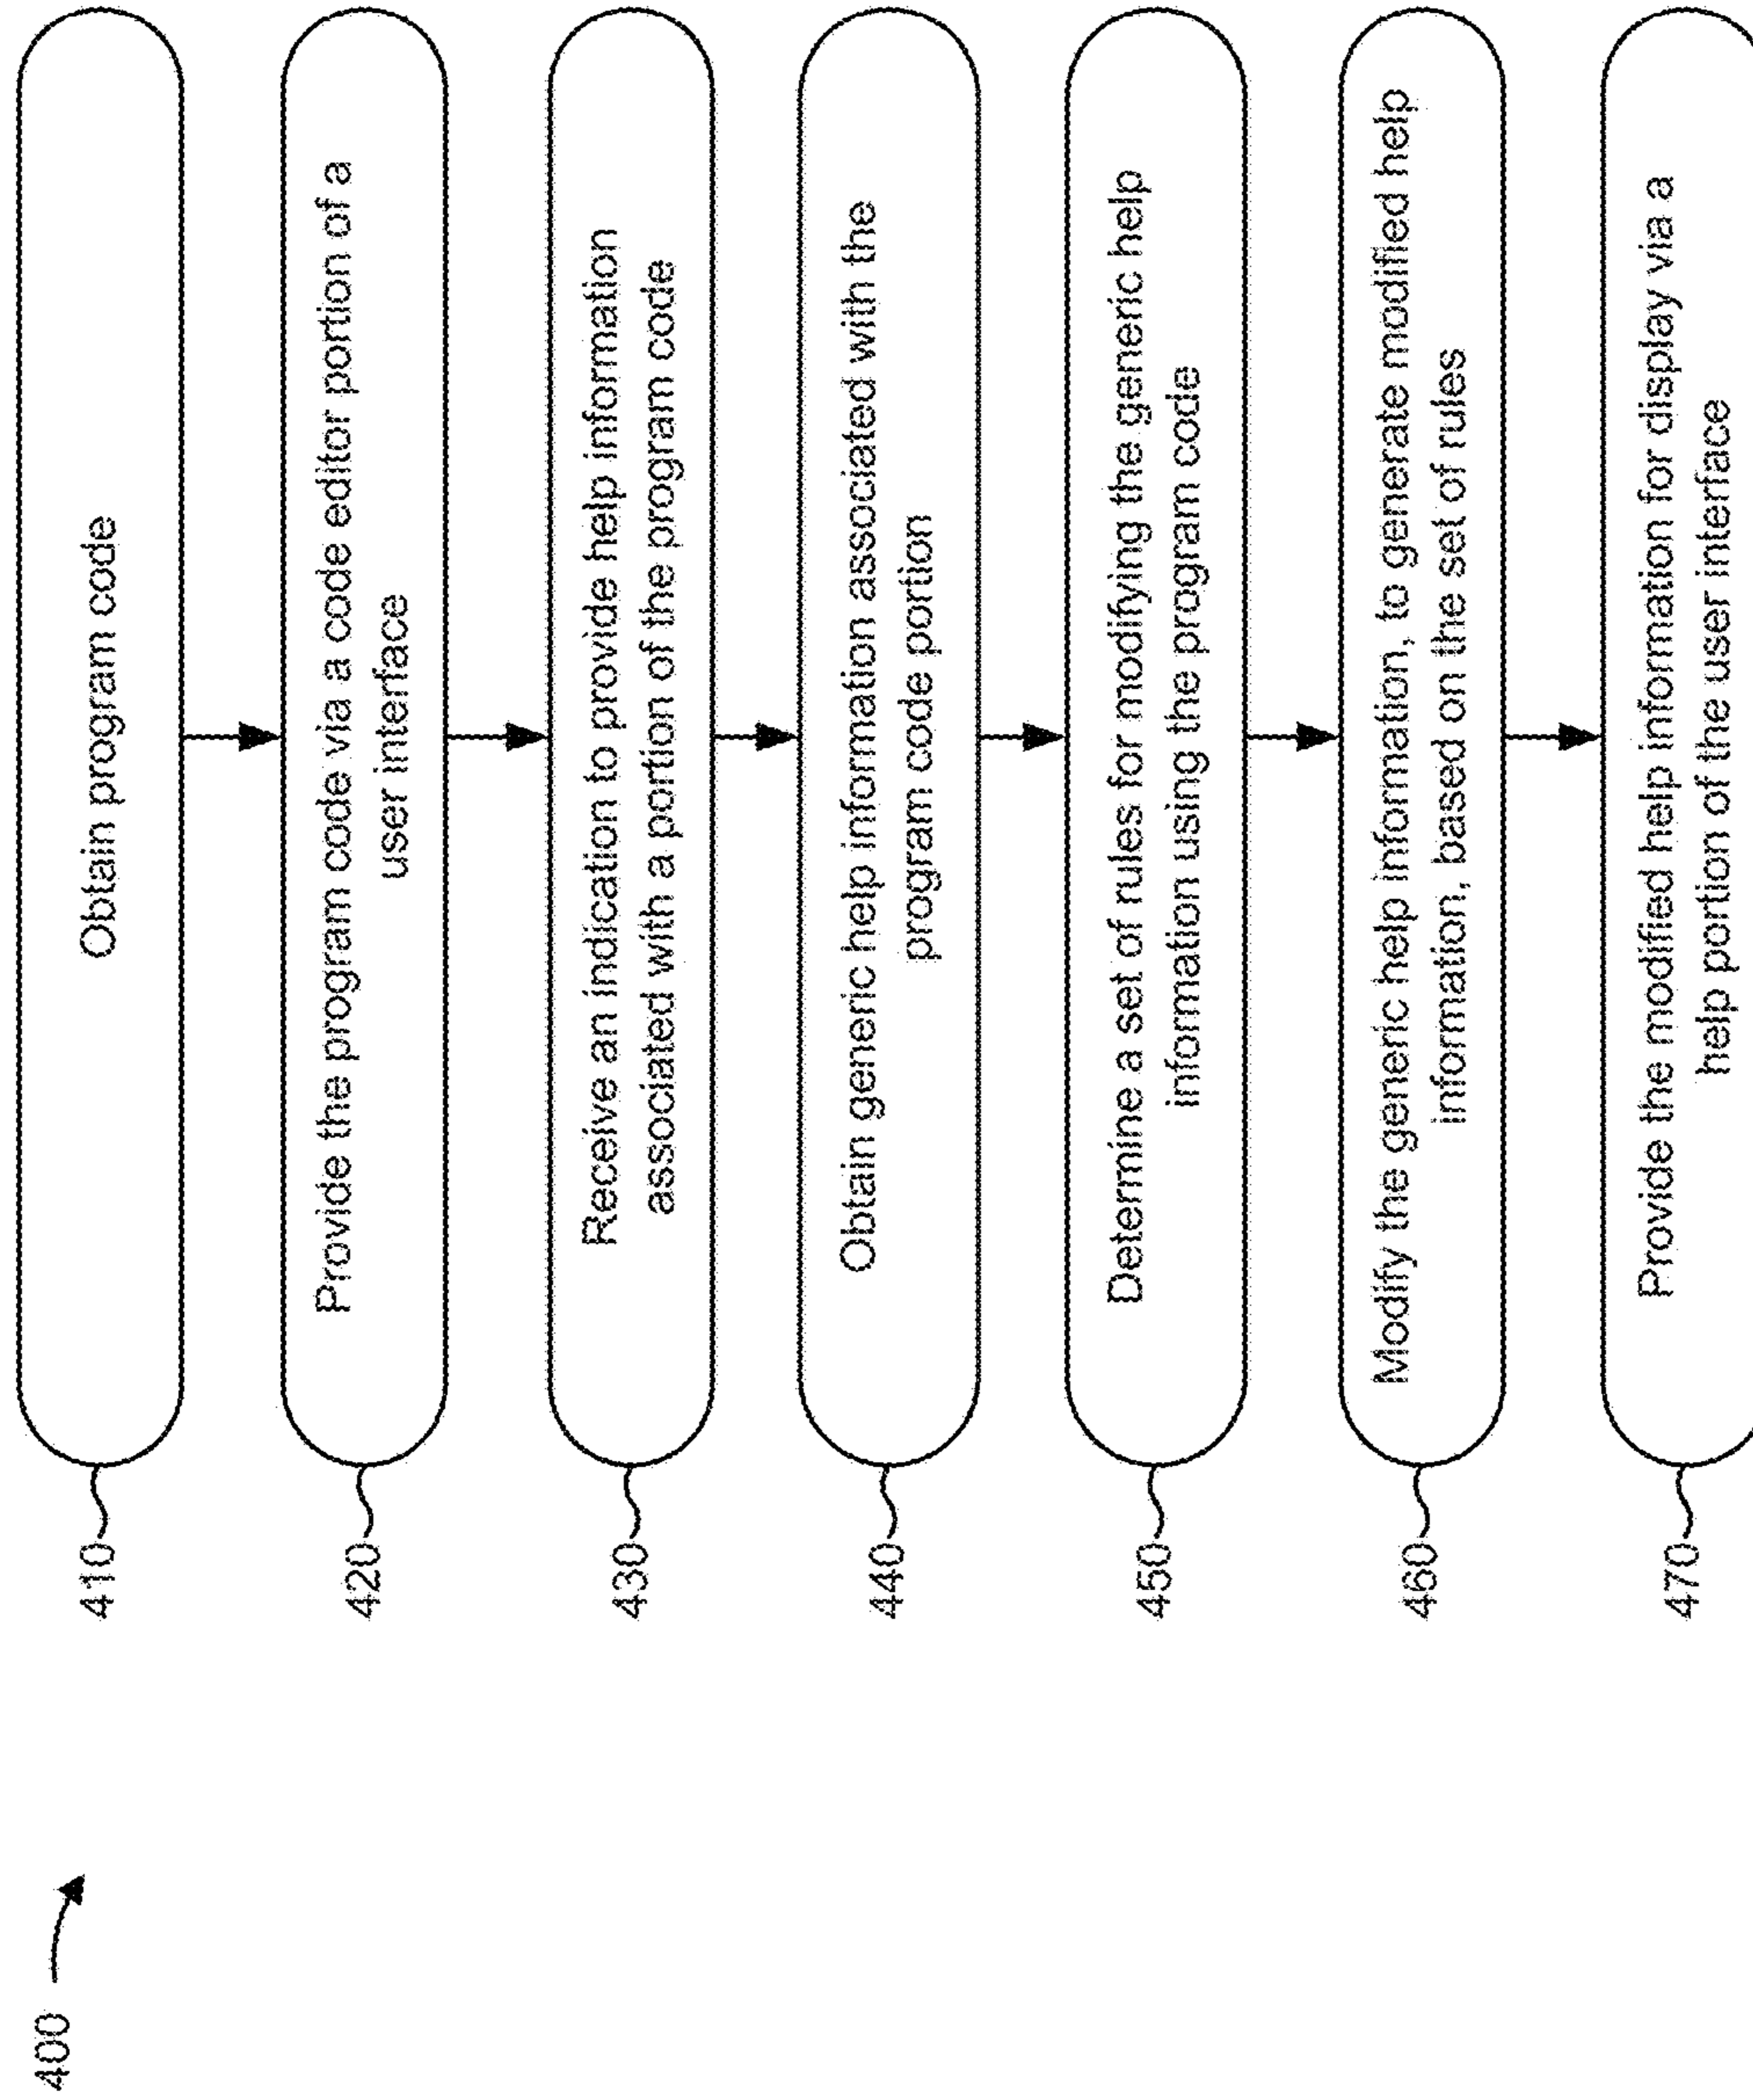 400
410
Obtain program code
420
Provide the program code via a code editor portion of a
user interface
430
Receive an indication to provide help information
associated with a portion of the program code
440
Obtain generic help information associated with the
program code portion
450
Determine a set of rules for modifying the generic help
information using the program code
460
Modify the generic help information, to generate modified help
information, based on the set of rules
470
Provide the modified help information for display via a
help portion of the user interface